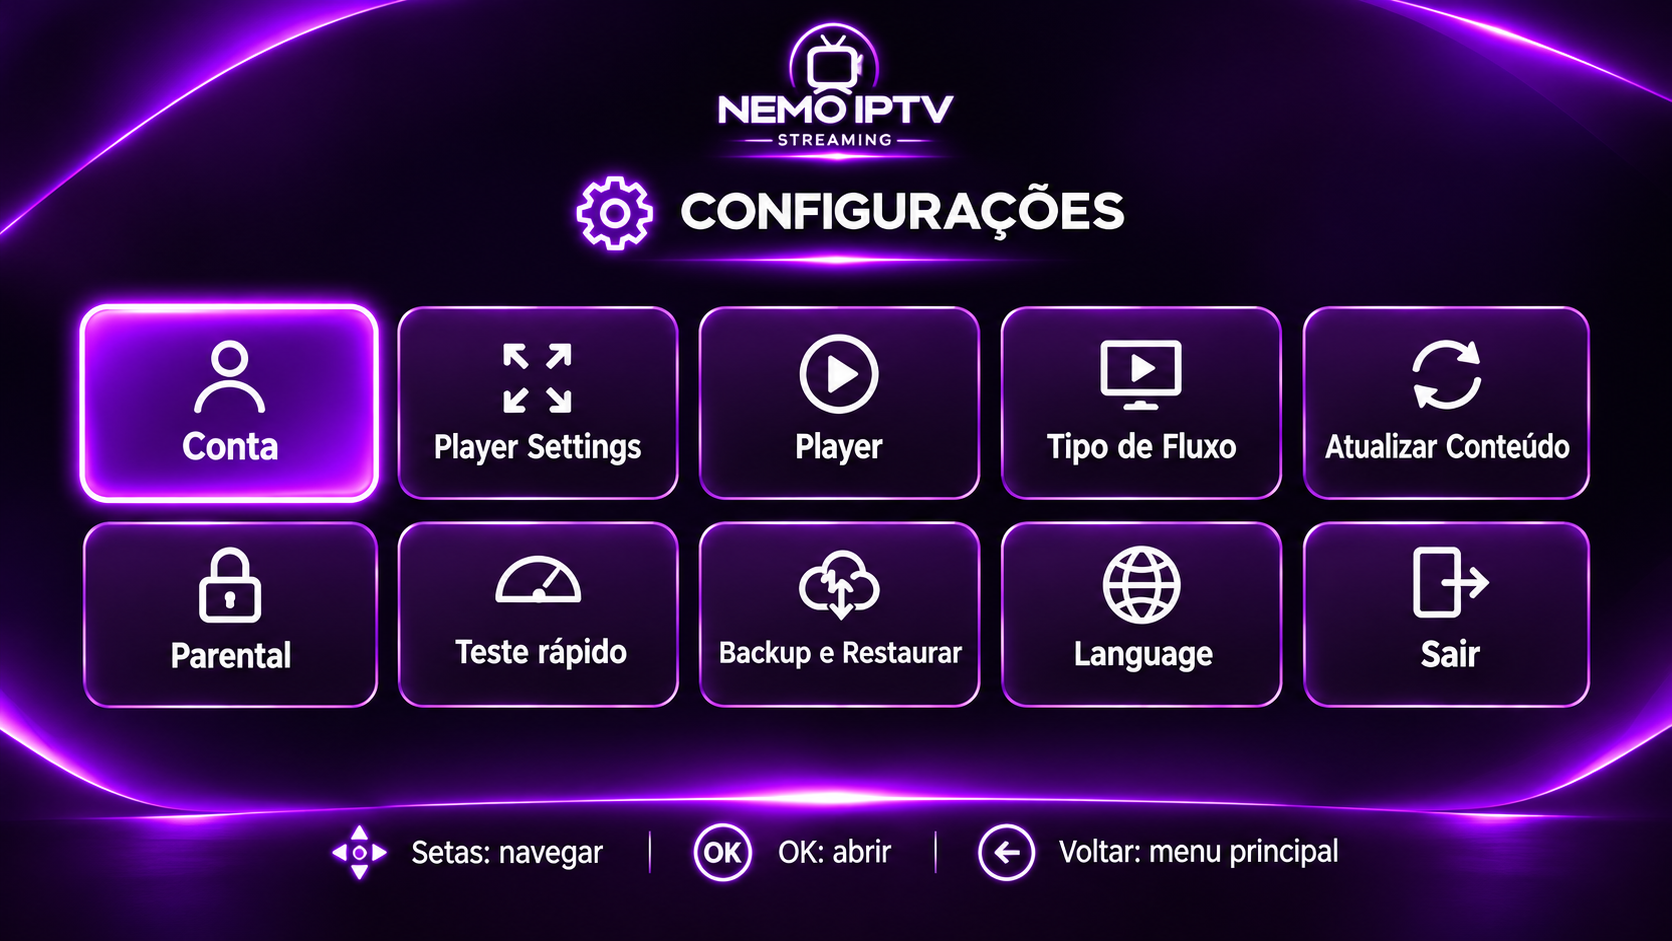 NEMO IPTV
STREAMING
CONFIGURAÇÕES
Conta
Player Settings
Player
Tipo de Fluxo
Atualizar Conteúdo
Parental
Teste rápido
Backup e Restaurar
Language
Sair
Setas: navegar
OK
OK: abrir
Voltar: menu principal